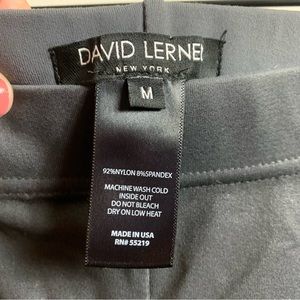 DAVID LERNE
NEW YORK
M
92%NYLON 8%SPANDEX
MACHINE WASH COLD
INSIDE OUT
DO NOT BLEACH
DRY ON LOW HEAT
MADE IN USA
RN# 55219